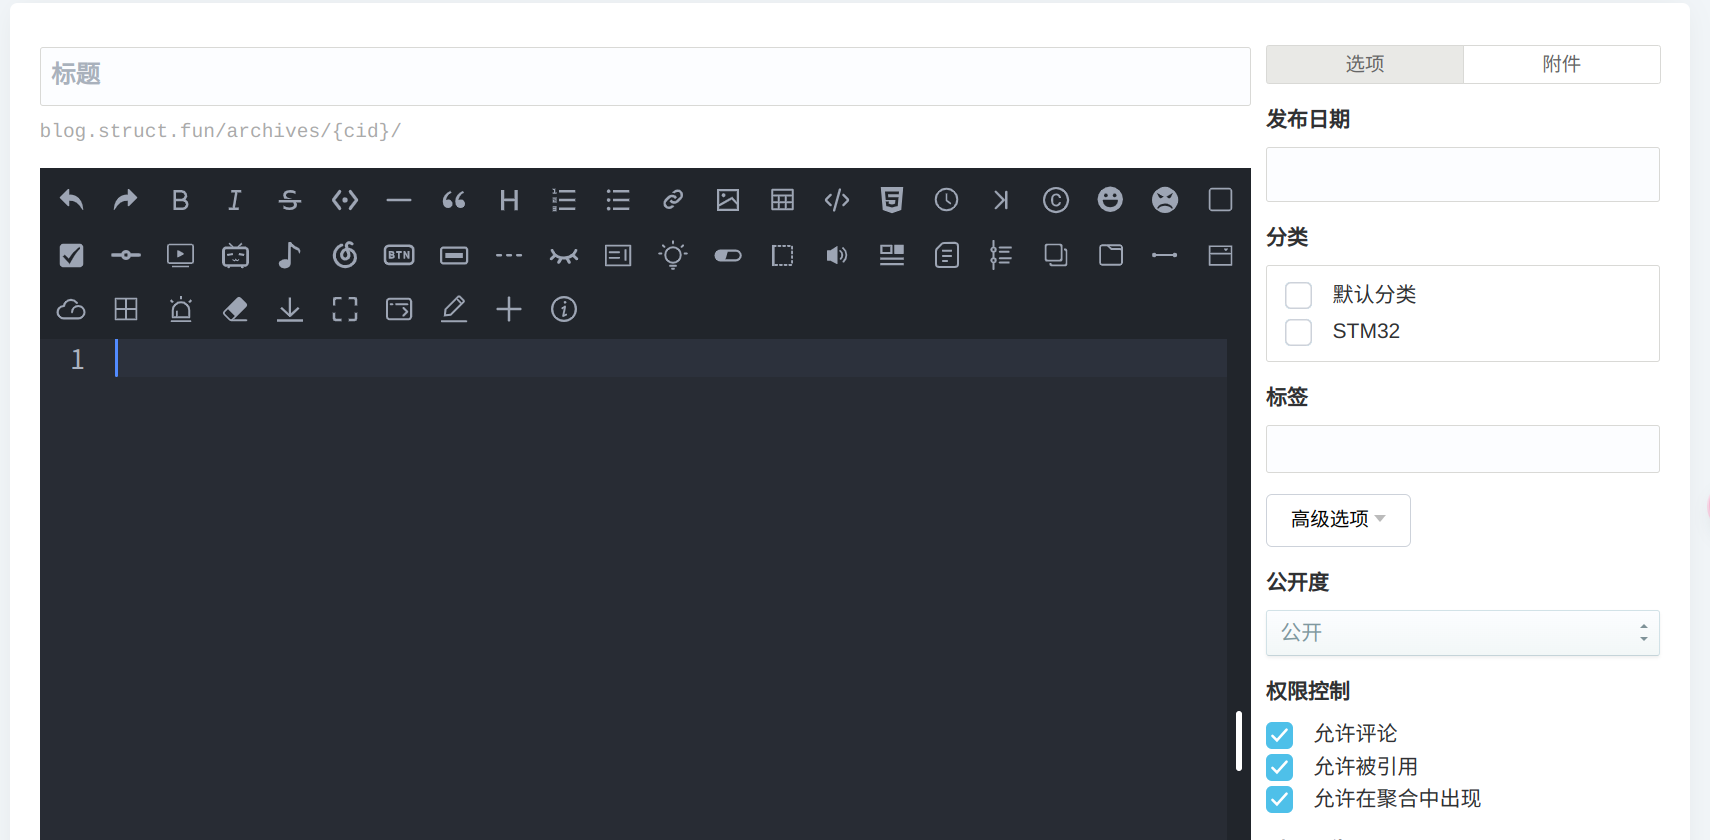 标题
blog.struct.fun/archives/{cid}/
BTN
1
选项
附件
发布日期
分类
默认分类
STM32
标签
高级选项
公开度
公开
权限控制
允许评论
允许被引用
允许在聚合中出现